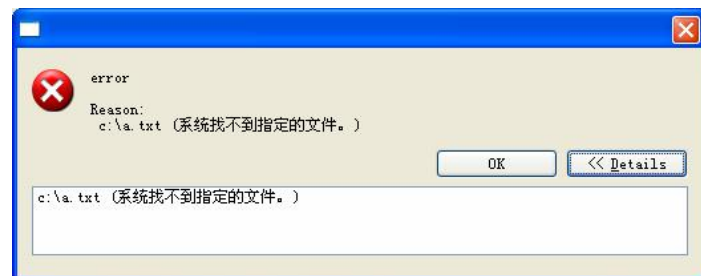 error
Reason:
c:\a.txt (系统找不到指定的文件。)
OK
<< Details
c:\a.txt (系统找不到指定的文件。)